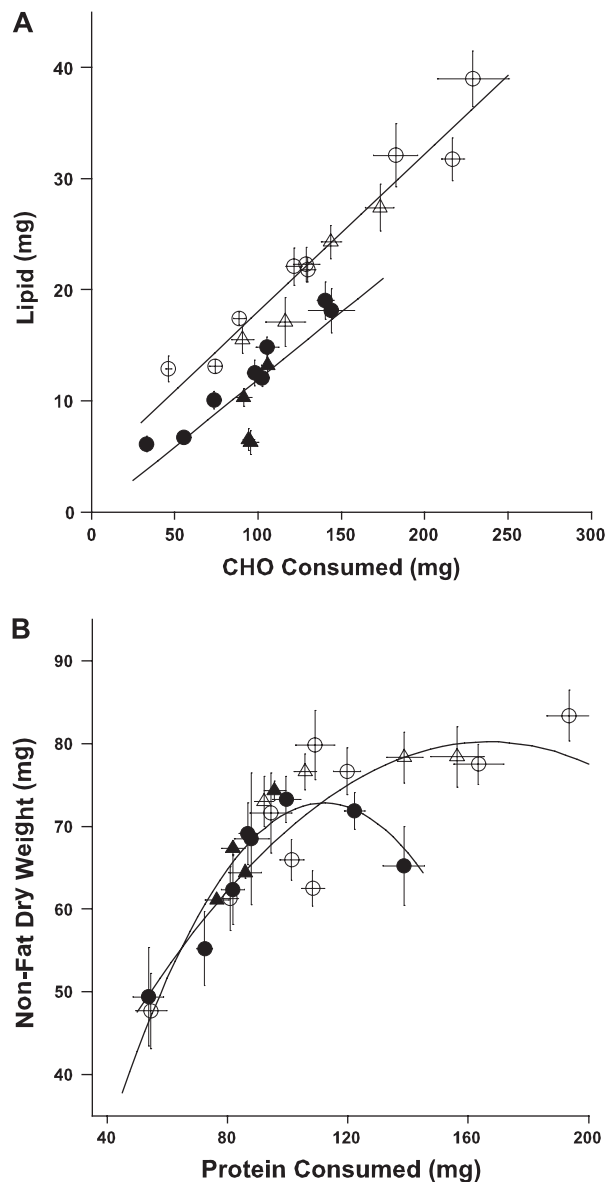 A
40
30
20
10
0
Lipid (mg)
0 50 100 150 200 250 300
CHO Consumed (mg)
B
90
80
70
60
50
40
Non-Fat Dry Weight (mg)
40 80 120 160 200
Protein Consumed (mg)